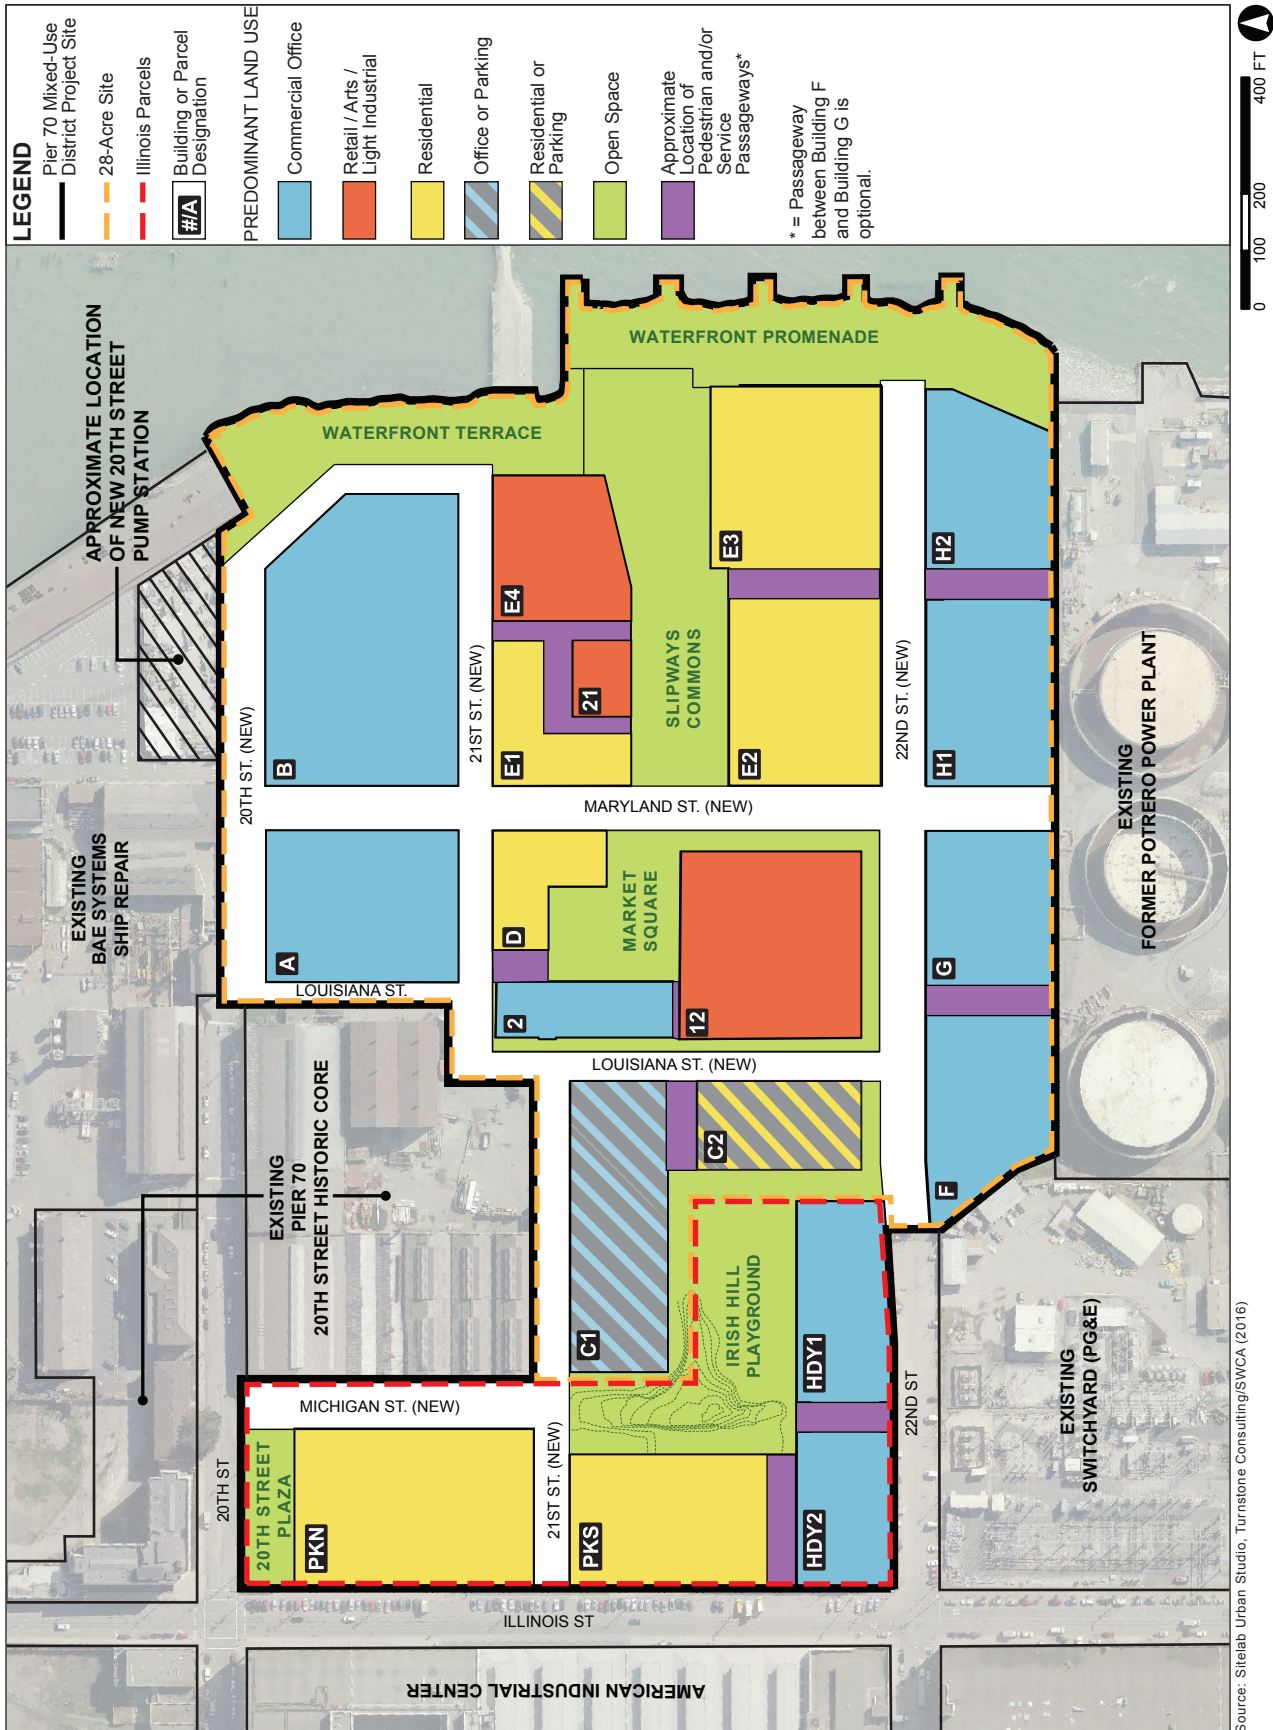 LEGEND
Pier 70 Mixed-Use
District Project Site
28-Acre Site
Illinois Parcels
#/A
Building or Parcel
Designation
PREDOMINANT LAND USE
Commercial Office
Retail / Arts /
Light Industrial
Residential
Office or Parking
Residential or
Parking
Open Space
Approximate
Location of
Pedestrian and/or
Service
Passageways*
* = Passageway
between Building F
and Building G is
optional.
0
100
200
400 FT
APPROXIMATE LOCATION
OF NEW 20TH STREET
PUMP STATION
EXISTING
BAE SYSTEMS
SHIP REPAIR
EXISTING
PIER 70
20TH STREET HISTORIC CORE
WATERFRONT TERRACE
WATERFRONT PROMENADE
20TH ST. (NEW)
B
A
LOUISIANA ST.
21ST ST. (NEW)
E4
E1
21
SLIPWAYS
COMMONS
E3
E2
22ND ST. (NEW)
H2
H1
MARYLAND ST. (NEW)
D
2
MARKET
SQUARE
12
G
F
LOUISIANA ST. (NEW)
C1
C2
IRISH HILL
PLAYGROUND
HDY1
HDY2
22ND ST
MICHIGAN ST. (NEW)
20TH ST
20TH STREET
PLAZA
PKN
21ST ST. (NEW)
PKS
ILLINOIS ST
AMERICAN INDUSTRIAL CENTER
EXISTING
FORMER POTRERO POWER PLANT
EXISTING
SWITCHYARD (PG&E)
Source: Sitelab Urban Studio, Turnstone Consulting/SWCA (2016)